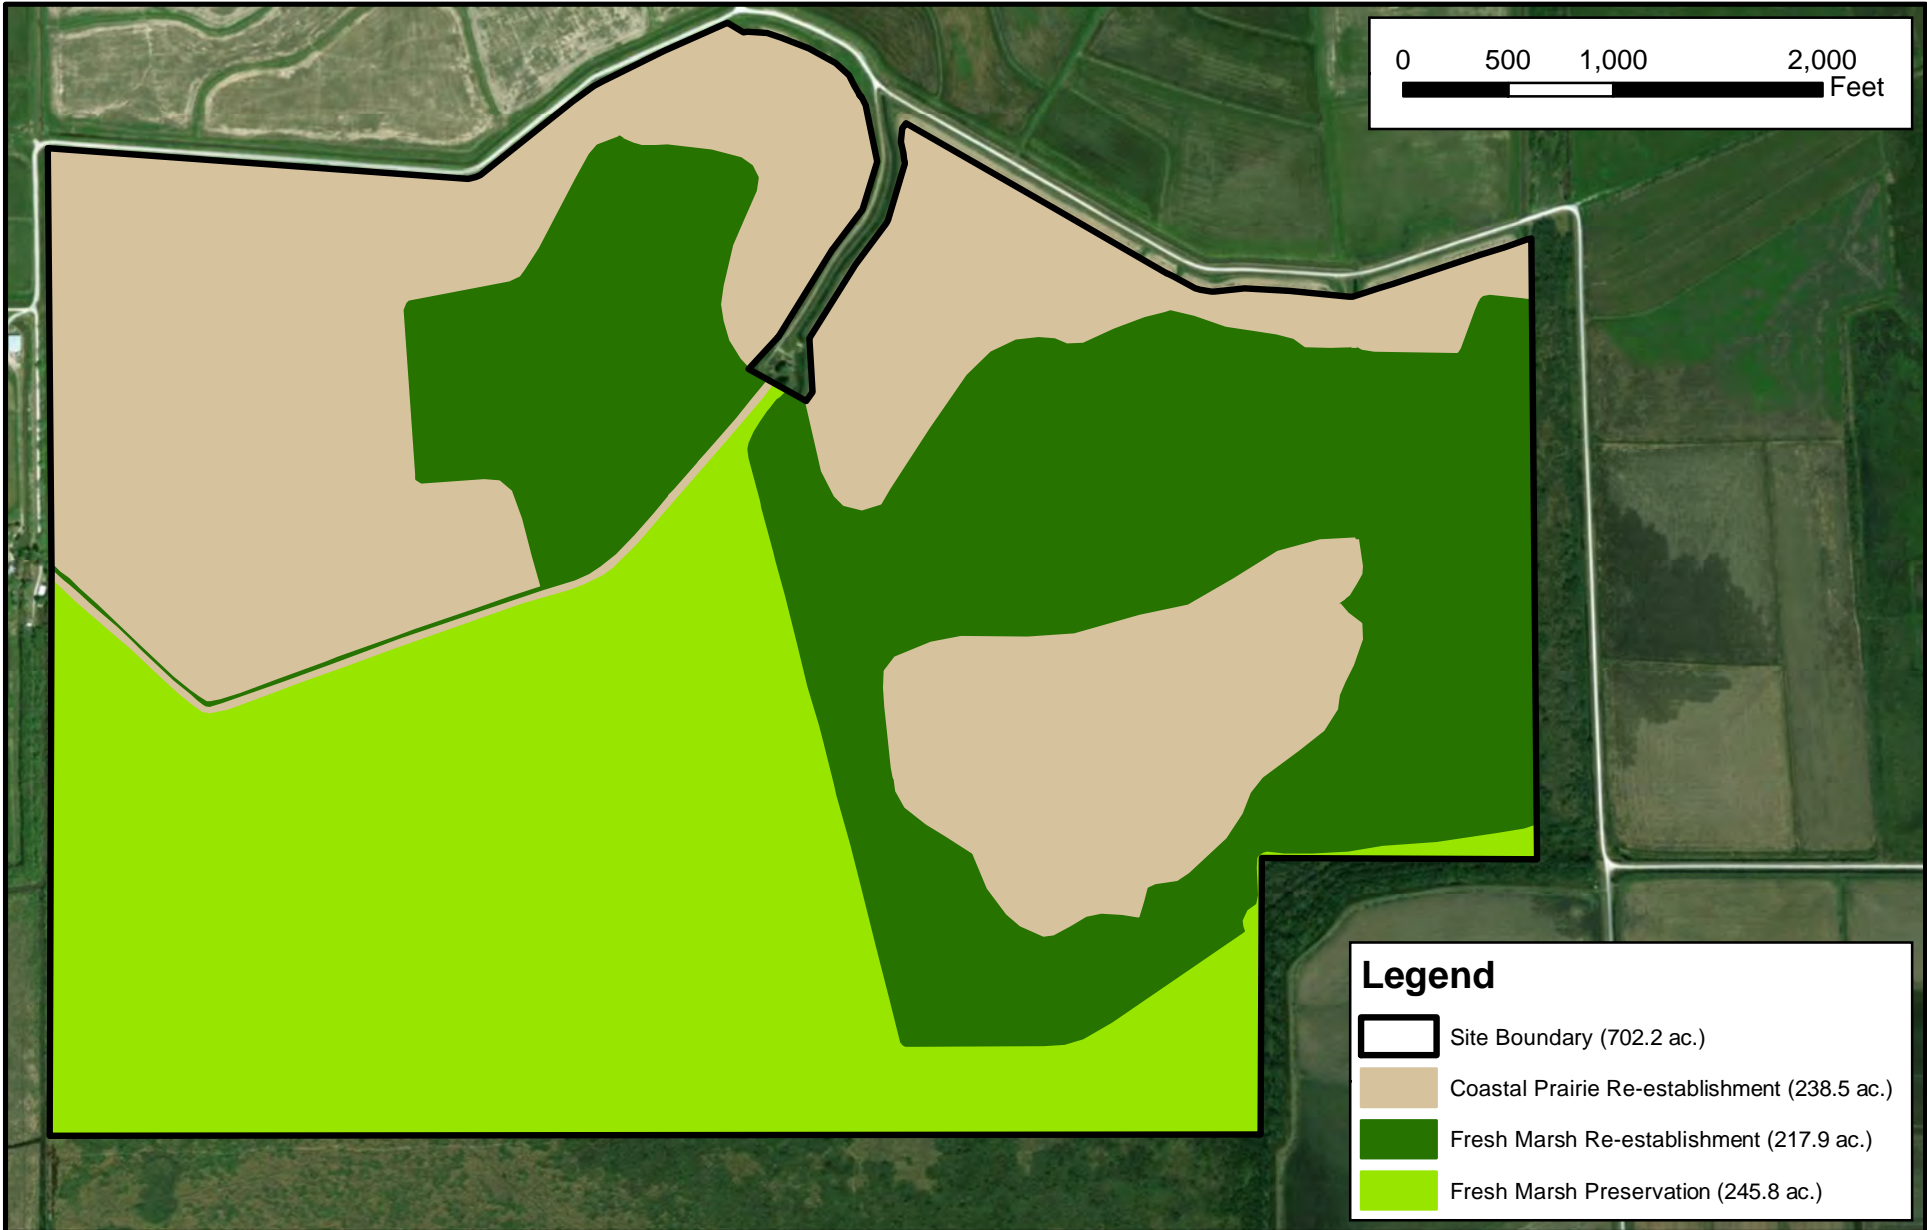 0 500 1,000 2,000
Feet
Legend
Site Boundary (702.2 ac.)
Coastal Prairie Re-establishment (238.5 ac.)
Fresh Marsh Re-establishment (217.9 ac.)
Fresh Marsh Preservation (245.8 ac.)